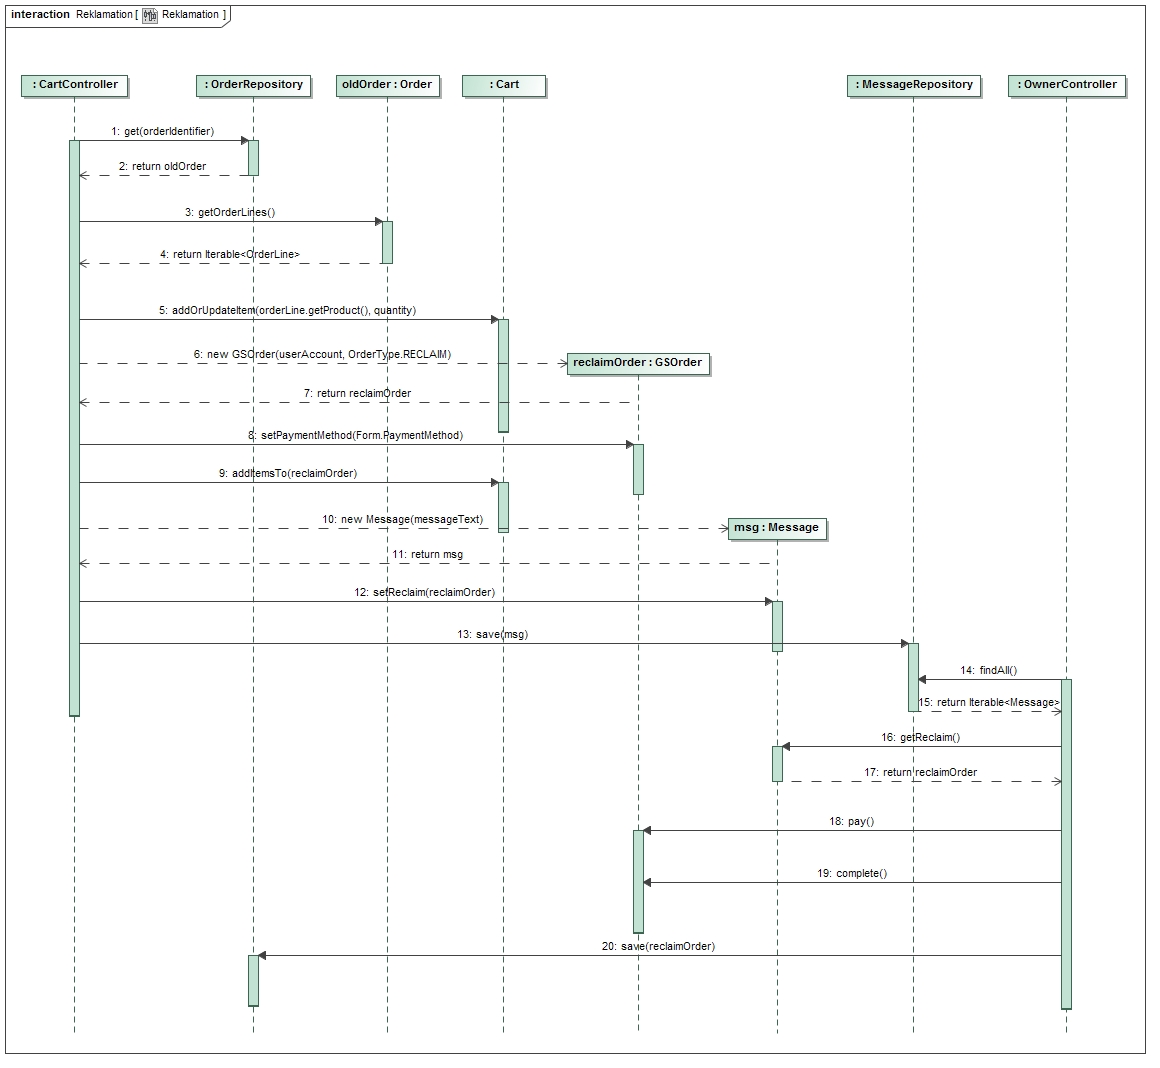 interaction Reklamation [ Reklamation ]
: CartController
: OrderRepository
oldOrder : Order
: Cart
: MessageRepository
: OwnerController
1: get(orderIdentifier)
2: return oldOrder
3: getOrderLines()
4: return Iterable<OrderLine>
5: addOrUpdateItem(orderLine.getProduct(), quantity)
6: new GSOrder(userAccount, OrderType.RECLAIM)
reclaimOrder : GSOrder
7: return reclaimOrder
8: setPaymentMethod(Form.PaymentMethod)
9: addItemsTo(reclaimOrder)
10: new Message(messageText)
msg : Message
11: return msg
12: setReclaim(reclaimOrder)
13: save(msg)
14: findAll()
15: return Iterable<Message>
16: getReclaim()
17: return reclaimOrder
18: pay()
19: complete()
20: save(reclaimOrder)